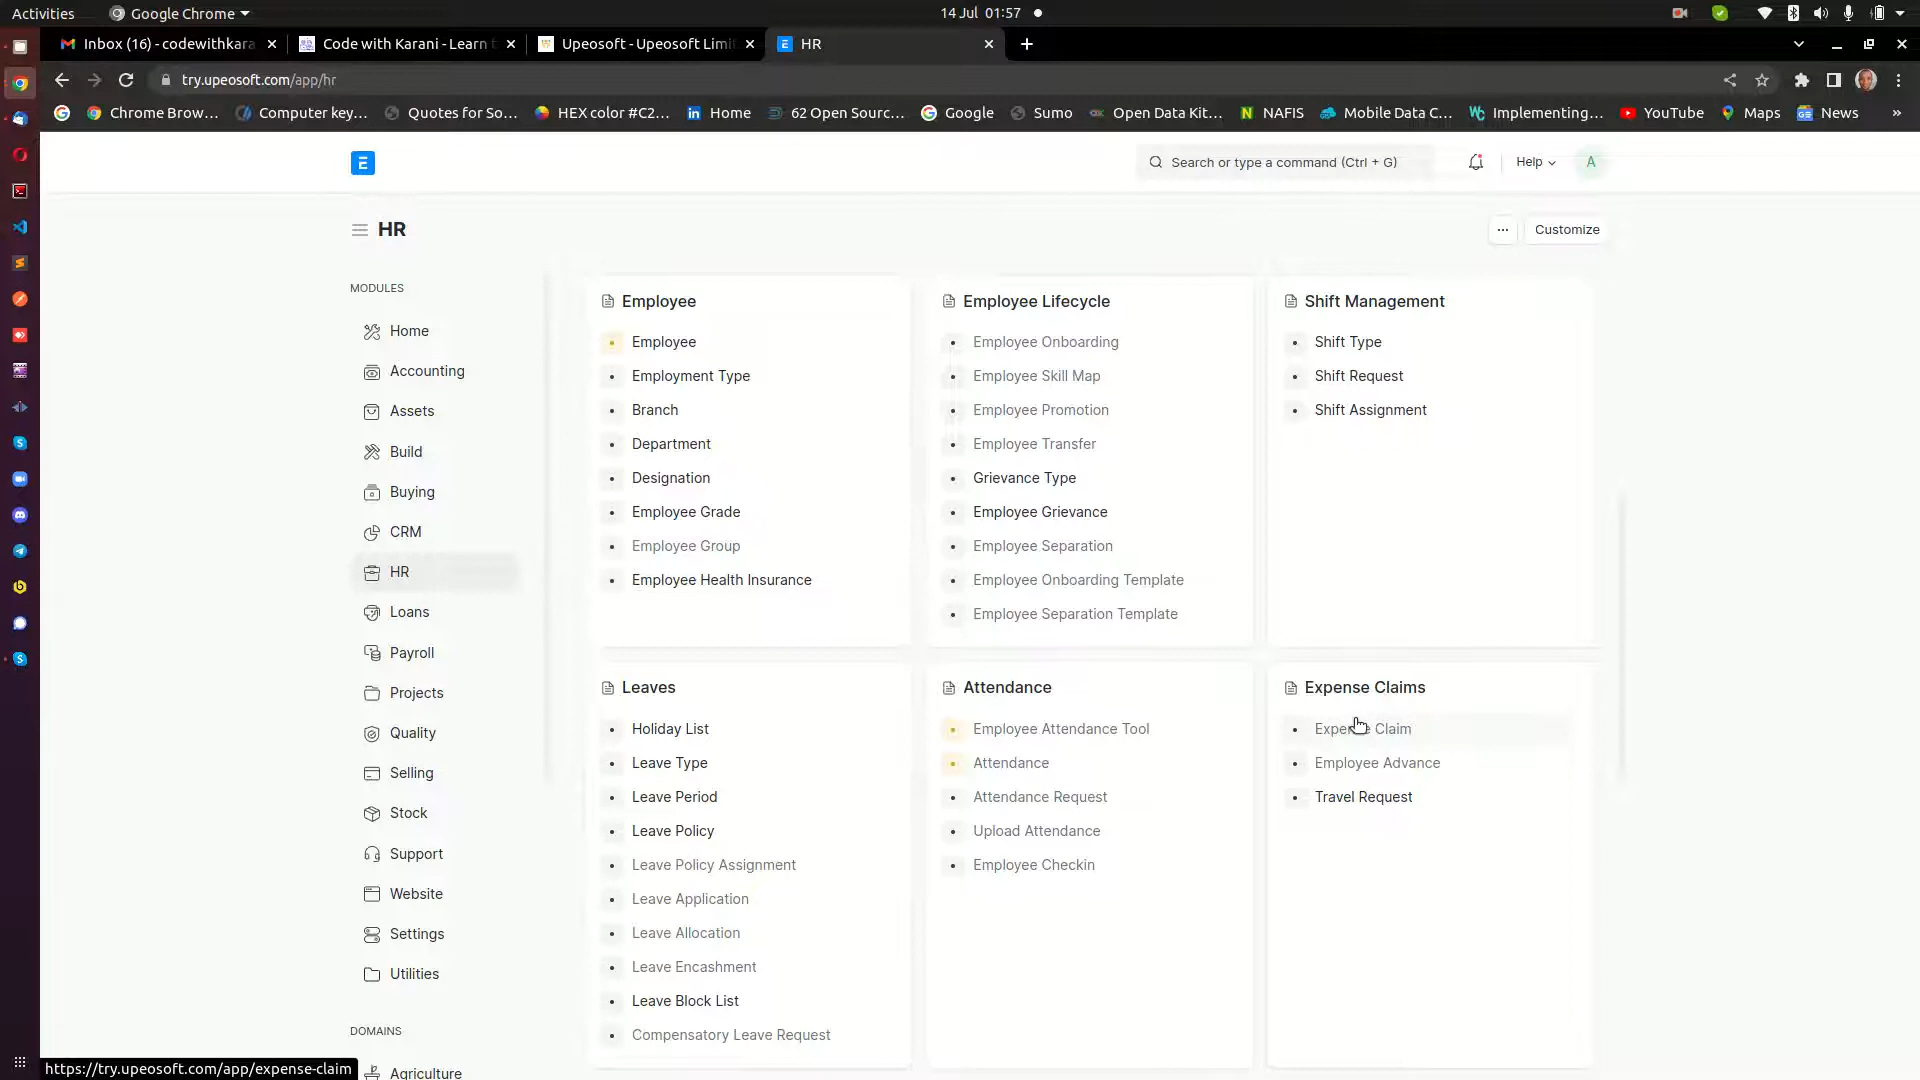 Activities
Google Chrome
14 Jul 01:57
Inbox (16) - codewithkara
Code with Karani - Learn t
Upeosoft - Upeosoft Limi
E HR
try.upeosoft.com/app/hr
Chrome Brow...
Computer key...
Quotes for So...
HEX color #C2...
Home
62 Open Sourc...
Google
Sumo
Open Data Kit...
NAFIS
Mobile Data C...
Implementing...
YouTube
Maps
News
»
E
Search or type a command (Ctrl + G)
Help
A
HR
...
Customize
MODULES
Home
Accounting
Assets
Build
Buying
CRM
HR
Loans
Payroll
Projects
Quality
Selling
Stock
Support
Website
Settings
Utilities
DOMAINS
Agriculture
Employee
Employee
Employment Type
Branch
Department
Designation
Employee Grade
Employee Group
Employee Health Insurance
Employee Lifecycle
Employee Onboarding
Employee Skill Map
Employee Promotion
Employee Transfer
Grievance Type
Employee Grievance
Employee Separation
Employee Onboarding Template
Employee Separation Template
Shift Management
Shift Type
Shift Request
Shift Assignment
Leaves
Holiday List
Leave Type
Leave Period
Leave Policy
Leave Policy Assignment
Leave Application
Leave Allocation
Leave Encashment
Leave Block List
Compensatory Leave Request
Attendance
Employee Attendance Tool
Attendance
Attendance Request
Upload Attendance
Employee Checkin
Expense Claims
Expense Claim
Employee Advance
Travel Request
https://try.upeosoft.com/app/expense-claim